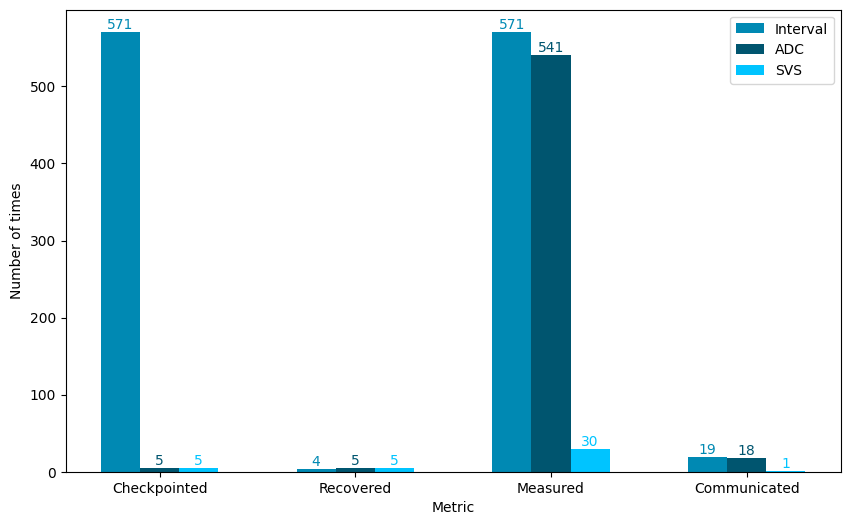 571
571
541
Interval
ADC
SVS
500
400
300
200
100
0
5
5
4
5
5
30
19
18
1
Number of times
Checkpointed
Recovered
Measured
Communicated
Metric